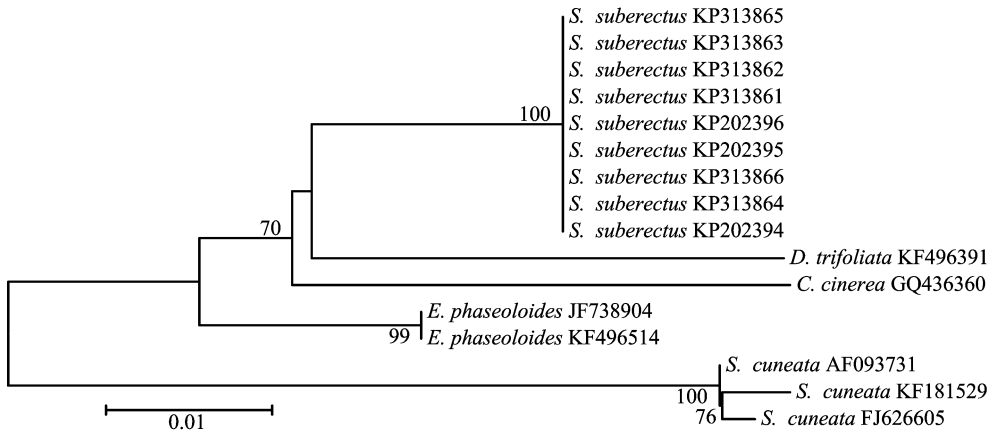 S. suberectus KP313865
S. suberectus KP313863
S. suberectus KP313862
S. suberectus KP313861
100
S. suberectus KP202396
S. suberectus KP202395
S. suberectus KP313866
S. suberectus KP313864
70
S. suberectus KP202394
D. trifoliata KF496391
C. cinerea GQ436360
E. phaseoloides JF738904
99
E. phaseoloides KF496514
S. cuneata AF093731
100
S. cuneata KF181529
76
S. cuneata FJ626605
0.01